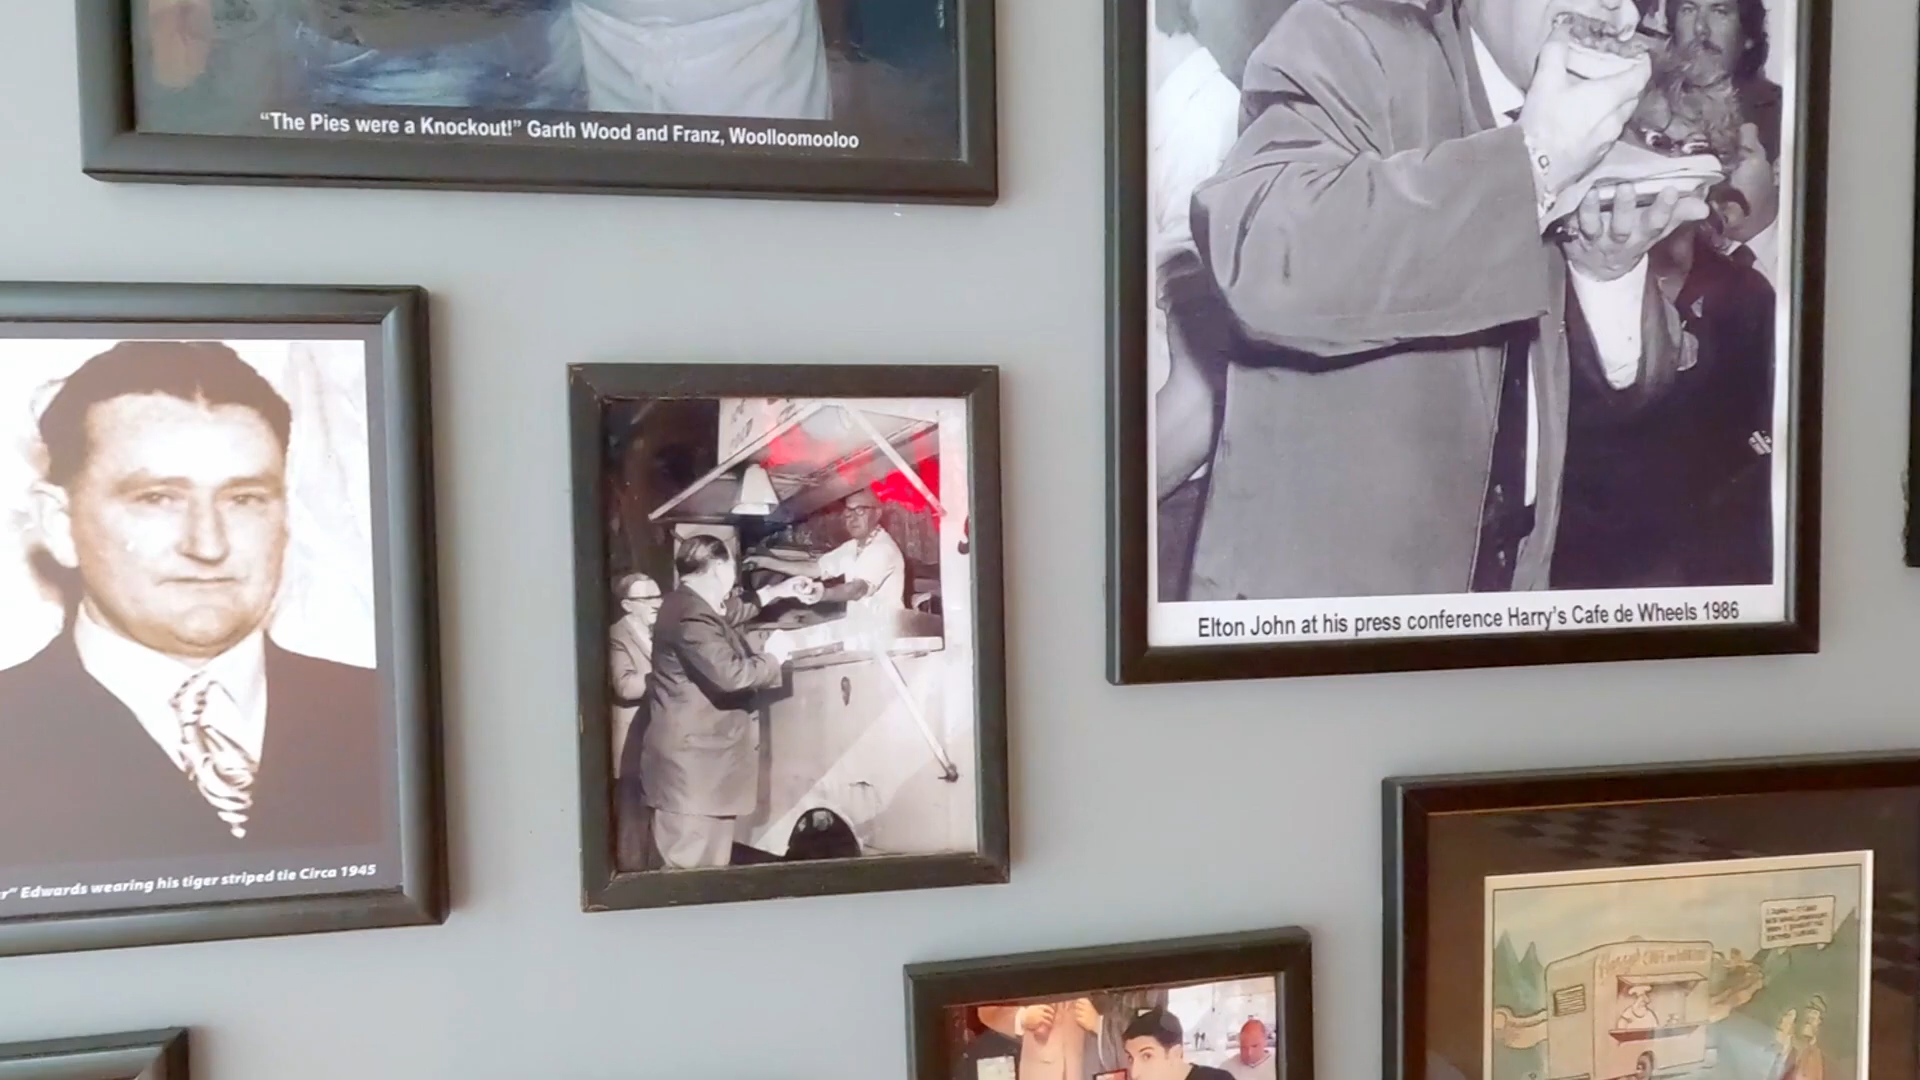 “The Pies were a Knockout!” Garth Wood and Franz, Woolloomooloo
Elton John at his press conference Harry’s Cafe de Wheels 1986
r” Edwards wearing his tiger striped tie Circa 1945